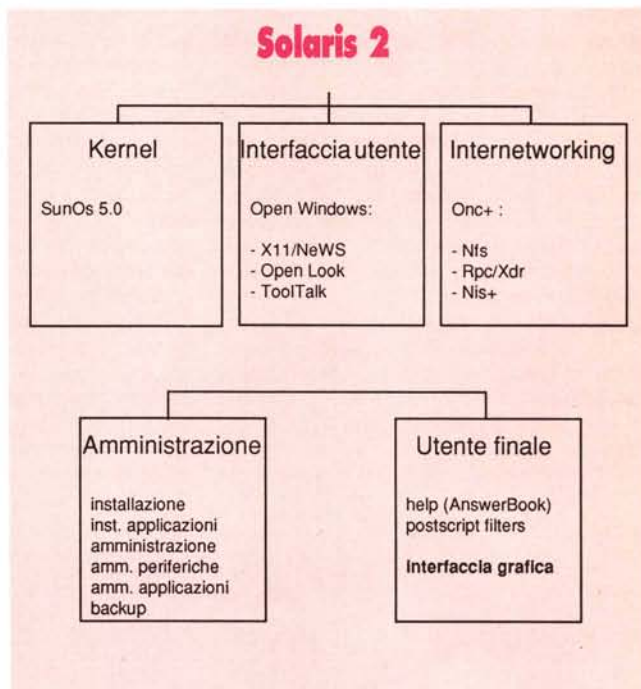 Solaris 2
Kernel
SunOs 5.0
Interfaccia utente
Open Windows:
- X11/NeWS
- Open Look
- ToolTalk
Internetworking
Onc+ :
- Nfs
- Rpc/Xdr
- Nis+
Amministrazione
installazione
inst. applicazioni
amministrazione
amm. periferiche
amm. applicazioni
backup
Utente finale
help (AnswerBook)
postscript filters
Interfaccia grafica